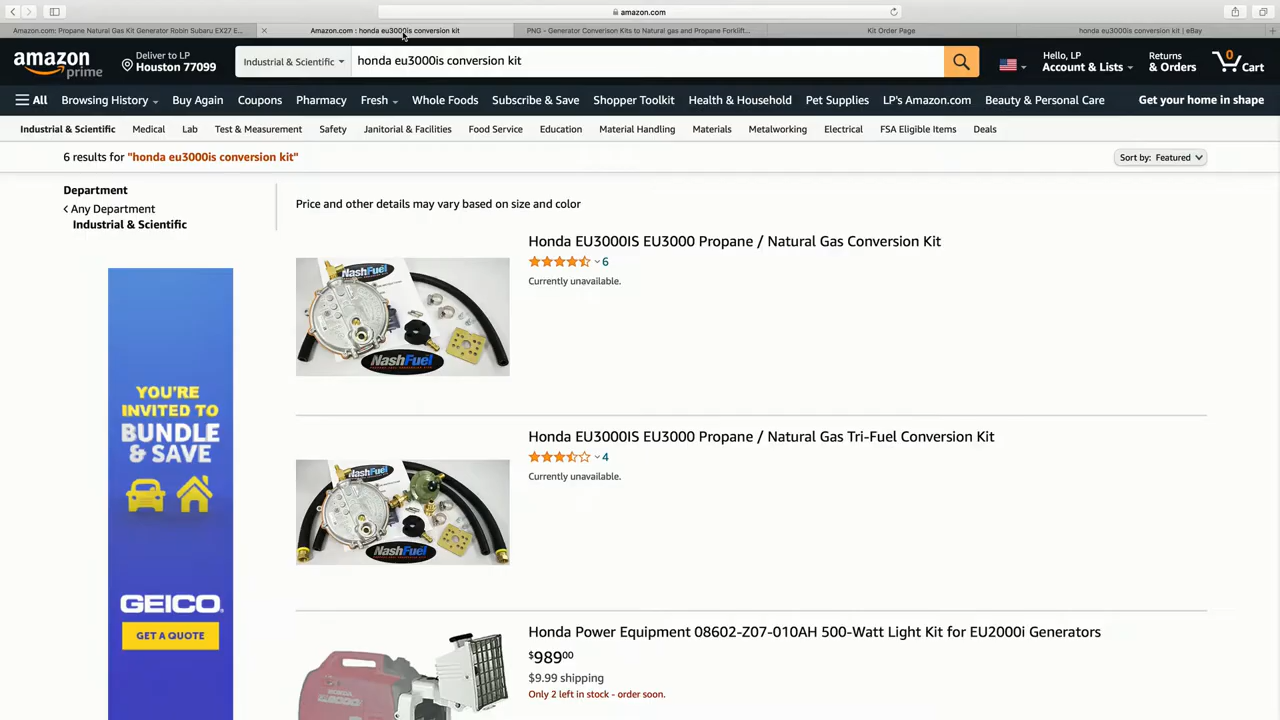 amazon.com
Amazon.com: Propane Natural Gas Kit Generator Robin Subaru EX27 E...
Amazon.com : honda eu3000is conversion kit
PNG - Generator Converison Kits to Natural gas and Propane Forklift...
Kit Order Page
honda eu3000is conversion kit | eBay
amazon
prime
Deliver to LP
Houston 77099
Industrial & Scientific
honda eu3000is conversion kit
Hello, LP
Account & Lists
Returns
& Orders
0
Cart
All
Browsing History
Buy Again
Coupons
Pharmacy
Fresh
Whole Foods
Subscribe & Save
Shopper Toolkit
Health & Household
Pet Supplies
LP's Amazon.com
Beauty & Personal Care
Get your home in shape
Industrial & Scientific
Medical
Lab
Test & Measurement
Safety
Janitorial & Facilities
Food Service
Education
Material Handling
Materials
Metalworking
Electrical
FSA Eligible Items
Deals
6 results for "honda eu3000is conversion kit"
Sort by: Featured
Department
Any Department
Industrial & Scientific
Price and other details may vary based on size and color
Honda EU3000IS EU3000 Propane / Natural Gas Conversion Kit
6
Currently unavailable.
NashFuel
NashFuel
Honda EU3000IS EU3000 Propane / Natural Gas Tri-Fuel Conversion Kit
4
Currently unavailable.
NashFuel
NashFuel
Honda Power Equipment 08602-Z07-010AH 500-Watt Light Kit for EU2000i Generators
$989 00
$9.99 shipping
Only 2 left in stock - order soon.
YOU'RE
INVITED TO
BUNDLE
& SAVE
GEICO.
GET A QUOTE